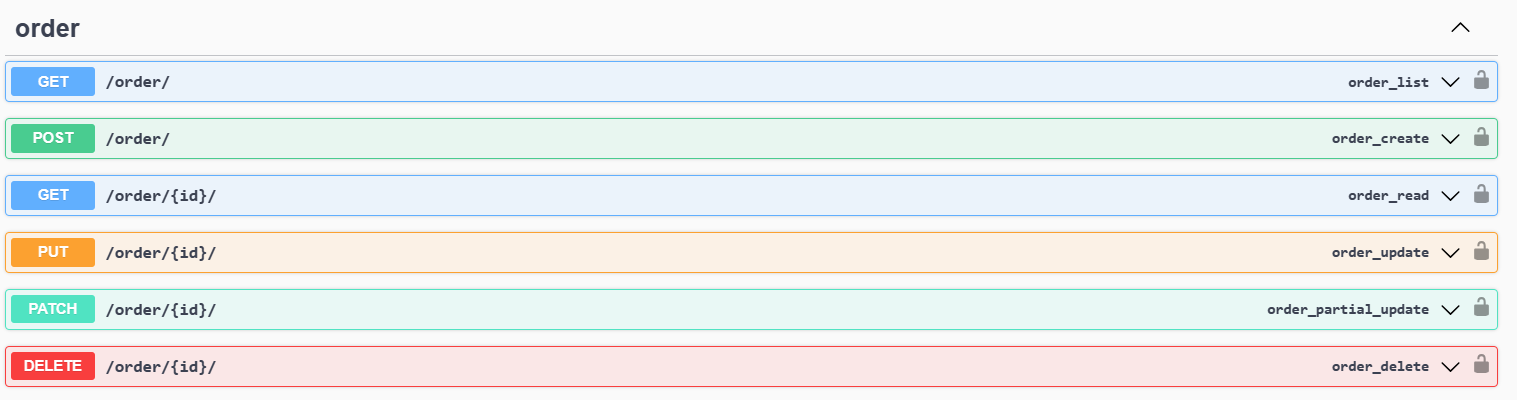 order
GET /order/ order_list
POST /order/ order_create
GET /order/{id}/ order_read
PUT /order/{id}/ order_update
PATCH /order/{id}/ order_partial_update
DELETE /order/{id}/ order_delete